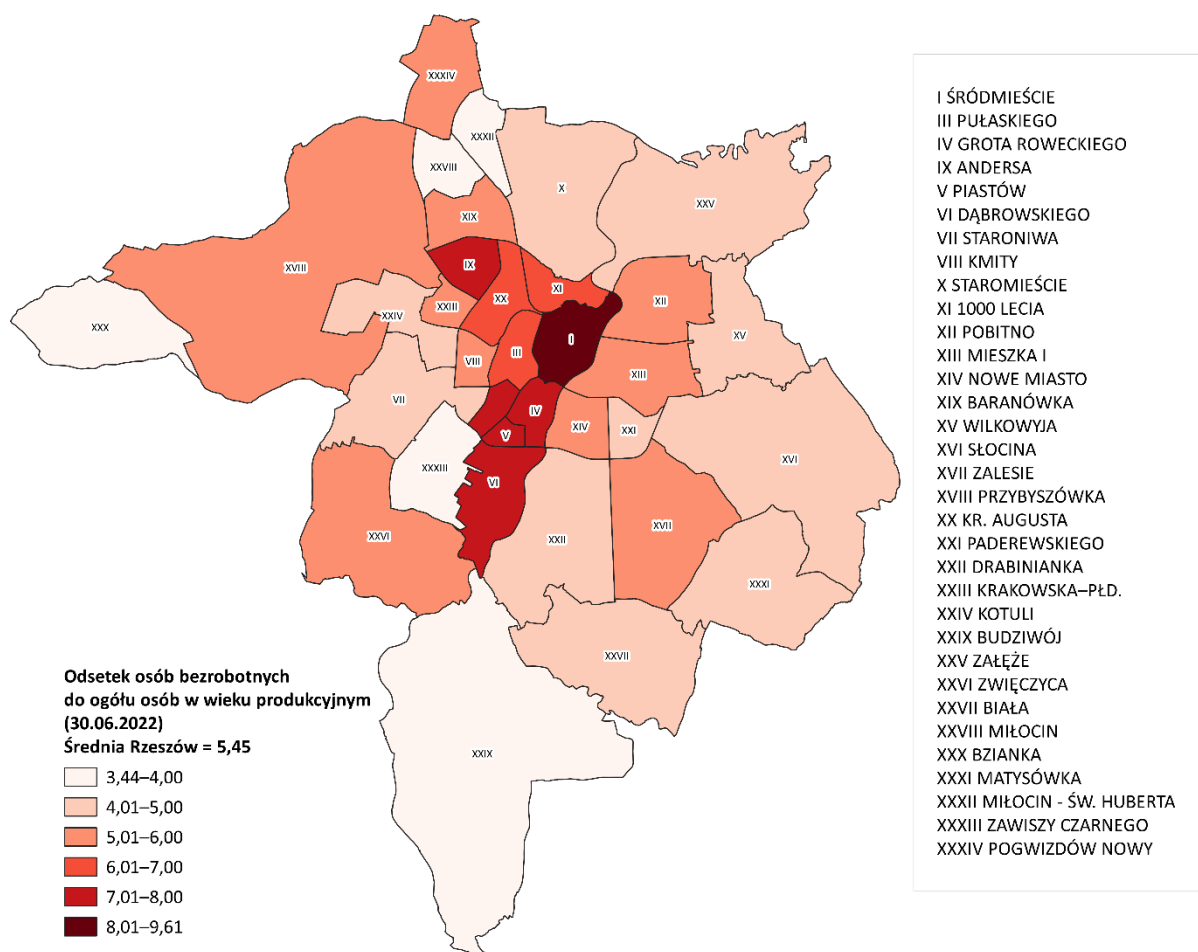 XXXIV
XXXII
XXVIII
X
XXV
XIX
XVIII
IX
XI
XX
XII
XXX
XXIII
XXIV
I
XV
III
VIII
XIII
VII
IV
XIV
XXI
V
XVI
XXXIII
VI
XVII
XXVI
XXII
XXXI
XXVII
XXIX
Odsetek osób bezrobotnych
do ogółu osób w wieku produkcyjnym
(30.06.2022)
Średnia Rzeszów = 5,45
3,44–4,00
4,01–5,00
5,01–6,00
6,01–7,00
7,01–8,00
8,01–9,61
I ŚRÓDMIEŚCIE
III PUŁASKIEGO
IV GROTA ROWECKIEGO
IX ANDERSA
V PIASTÓW
VI DĄBROWSKIEGO
VII STARONIWA
VIII KMITY
X STAROMIEŚCIE
XI 1000 LECIA
XII POBITNO
XIII MIESZKA I
XIV NOWE MIASTO
XIX BARANÓWKA
XV WILKOWYJA
XVI SŁOCINA
XVII ZALESIE
XVIII PRZYBYSZÓWKA
XX KR. AUGUSTA
XXI PADEREWSKIEGO
XXII DRABINIANKA
XXIII KRAKOWSKA–PŁD.
XXIV KOTULI
XXIX BUDZIWÓJ
XXV ZAŁĘŻE
XXVI ZWIĘCZYCA
XXVII BIAŁA
XXVIII MIŁOCIN
XXX BZIANKA
XXXI MATYSÓWKA
XXXII MIŁOCIN - ŚW. HUBERTA
XXXIII ZAWISZY CZARNEGO
XXXIV POGWIZDÓW NOWY